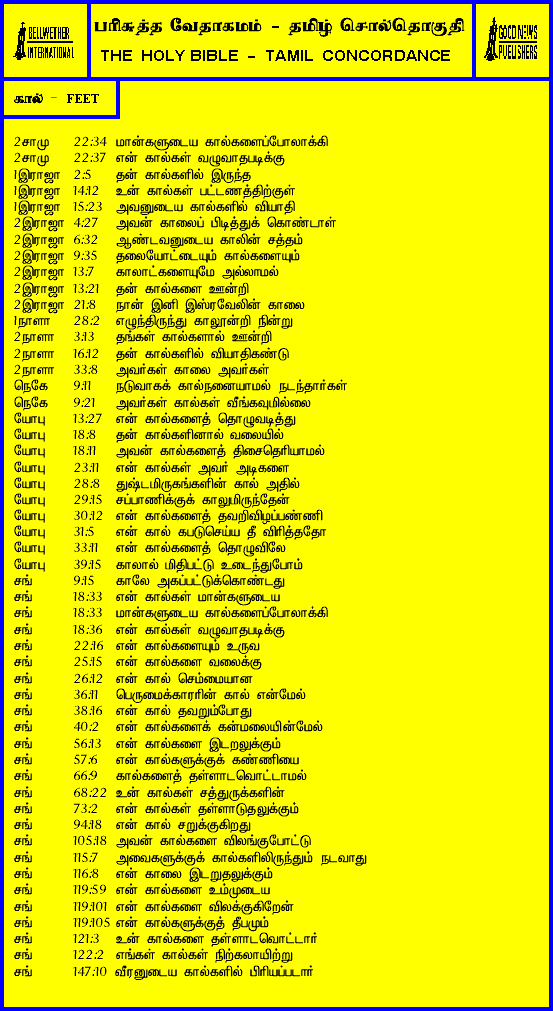 BELLWETHER INTERNATIONAL
பரிசுத்த வேதாகமம் - தமிழ் சொல்தொகுதி
THE HOLY BIBLE - TAMIL CONCORDANCE
GOOD NEWS PUBLISHERS
கால் - FEET
2சாமு 22:34 மான்களுடைய கால்களைப்போலாக்கி
2சாமு 22:37 என் கால்கள் வழுவாதபடிக்கு
1இராஜா 2:5 தன் கால்களில் இருந்த
1இராஜா 14:12 உன் கால்கள் பட்டணத்திற்குள்
1இராஜா 15:23 அவனுடைய கால்களில் வியாதி
2இராஜா 4:27 அவன் காலைப் பிடித்துக் கொண்டாள்
2இராஜா 6:32 ஆண்டவனுடைய காலின் சத்தம்
2இராஜா 9:35 தலையோட்டையும் கால்களையும்
2இராஜா 13:7 காலாட்களையுமே அல்லாமல்
2இராஜா 13:21 தன் கால்களை ஊன்றி
2இராஜா 21:8 நான் இனி இஸ்ரவேலின் காலை
1நாளா 28:2 எழுந்திருந்து காலூன்றி நின்று
2நாளா 3:13 தங்கள் கால்களால் ஊன்றி
2நாளா 16:12 தன் கால்களில் வியாதிகண்டு
2நாளா 33:8 அவர்கள் காலை அவர்கள்
நெகே 9:11 நடுவாகக் கால்நனையாமல் நடந்தார்கள்
நெகே 9:21 அவர்கள் கால்கள் வீங்கவுமில்லை
யோபு 13:27 என் கால்களைத் தொழுவடித்து
யோபு 18:8 தன் கால்களினால் வலையில்
யோபு 18:11 அவன் கால்களைத் திசைதெரியாமல்
யோபு 23:11 என் கால்கள் அவர் அடிகளை
யோபு 28:8 துஷ்டமிருகங்களின் கால் அதில்
யோபு 29:15 சப்பாணிக்குக் காலுமிருந்தேன்
யோபு 30:12 என் கால்களைத் தவறிவிழப்பண்ணி
யோபு 31:5 என் கால் கபடுசெய்ய தீ விரித்ததோ
யோபு 33:11 என் கால்களைத் தொழுவிலே
யோபு 39:15 காலால் மிதிபட்டு உடைந்துபோம்
சங் 9:15 காலே அகப்பட்டுக்கொண்டது
சங் 18:33 என் கால்கள் மான்களுடைய
சங் 18:33 மான்களுடைய கால்களைப்போலாக்கி
சங் 18:36 என் கால்கள் வழுவாதபடிக்கு
சங் 22:16 என் கால்களையும் உருவ
சங் 25:15 என் கால்களை வலைக்கு
சங் 26:12 என் கால் செம்மையான
சங் 36:11 பெருமைக்காரரின் கால் என்மேல்
சங் 38:16 என் கால் தவறும்போது
சங் 40:2 என் கால்களைக் கன்மலையின்மேல்
சங் 56:13 என் கால்களை இடறலுக்கும்
சங் 57:6 என் கால்களுக்குக் கண்ணியை
சங் 66:9 கால்களைத் தள்ளாடவொட்டாமல்
சங் 68:22 உன் கால்கள் சத்துருக்களின்
சங் 73:2 என் கால்கள் தள்ளாடுதலுக்கும்
சங் 94:18 என் கால் சறுக்குகிறது
சங் 105:18 அவன் கால்களை விலங்குபோட்டு
சங் 115:7 அவைகளுக்குக் கால்களிலிருந்தும் நடவாது
சங் 116:8 என் காலை இடறுதலுக்கும்
சங் 119:59 என் கால்களை உம்முடைய
சங் 119:101 என் கால்களை விலக்குகிறேன்
சங் 119:105 என் கால்களுக்குத் தீபமும்
சங் 121:3 உன் கால்களை தள்ளாடவொட்டார்
சங் 122:2 எங்கள் கால்கள் நிற்கலாயிற்று
சங் 147:10 வீரனுடைய கால்களில் பிரியப்படார்